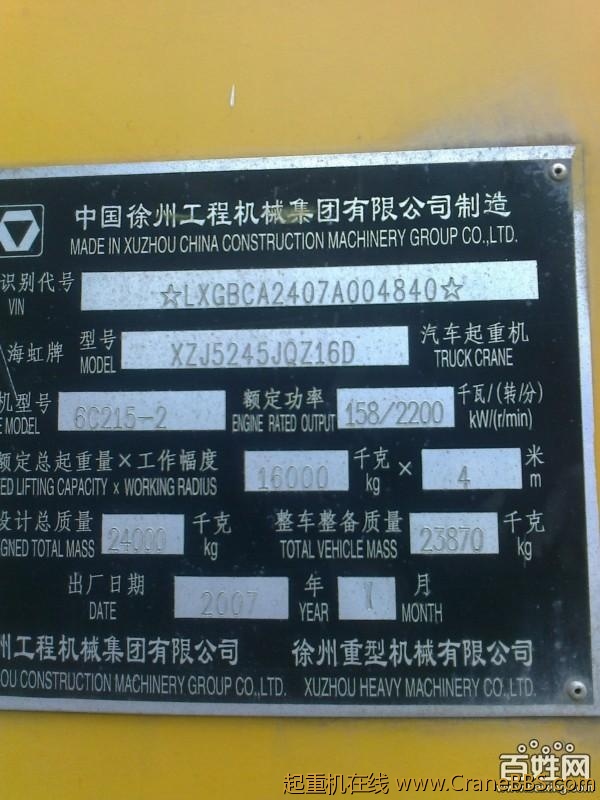 中国徐州工程机械集团有限公司制造
MADE IN XUZHOU CHINA CONSTRUCTION MACHINERY GROUP CO.,LTD.
识别代号 ☆LXGBCA2407A004840☆
VIN
海虹牌 型号 XZJ5245JQZ16D 汽车起重机
MODEL TRUCK CRANE
机型号 6C215-2 额定功率 158/2200 千瓦/(转/分)
E MODEL ENGINE RATED OUTPUT kW/(r/min)
额定总起重量×工作幅度 16000 千克 × 4 米
ED LIFTING CAPACITY x WORKING RADIUS kg m
设计总质量 24000 千克 整车整备质量 23870 千克
GNED TOTAL MASS kg TOTAL VEHICLE MASS kg
出厂日期 2007 年 1 月
DATE YEAR MONTH
州工程机械集团有限公司 徐州重型机械有限公司
OU CONSTRUCTION MACHINERY GROUP CO.,LTD. XUZHOU HEAVY MACHINERY CO.,LTD.
百姓网
起重机在线 www.CraneBBS.com